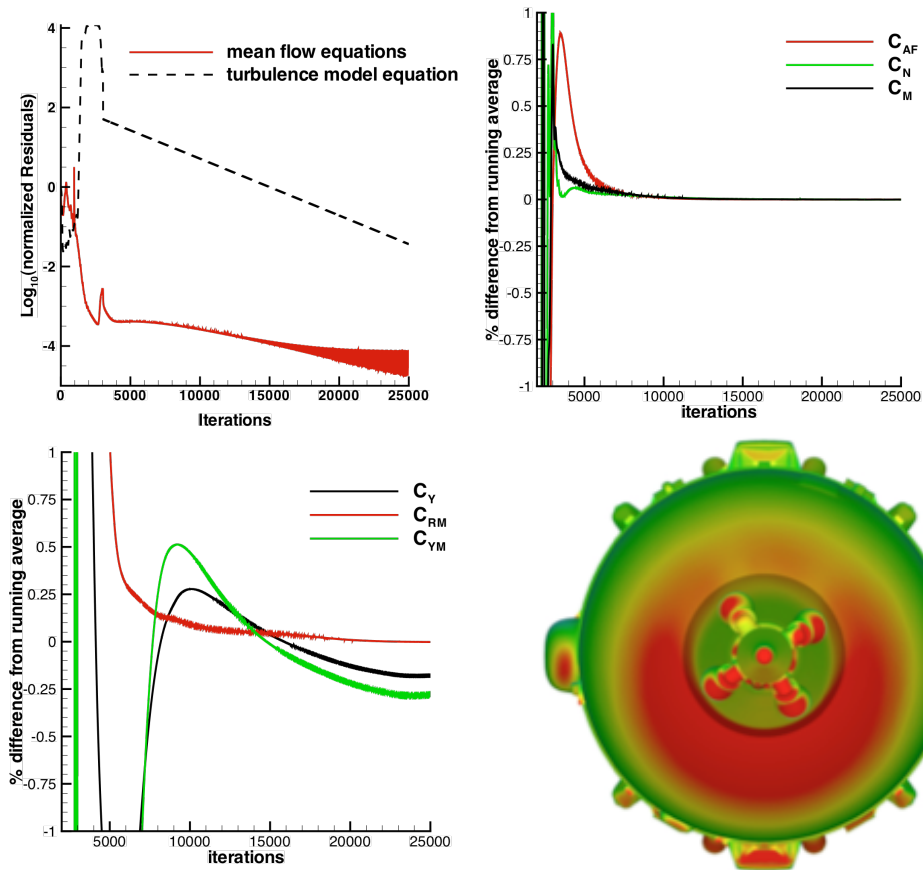 4
2
0
-2
-4
Log10(normalized Residuals)
mean flow equations
turbulence model equation
0 5000 10000 15000 20000 25000
Iterations
1
0.75
0.5
0.25
0
-0.25
-0.5
-0.75
-1
% difference from running average
CAF
CN
CM
5000 10000 15000 20000 25000
iterations
1
0.75
0.5
0.25
0
-0.25
-0.5
-0.75
-1
% difference from running average
CY
CRM
CYM
5000 10000 15000 20000 25000
iterations